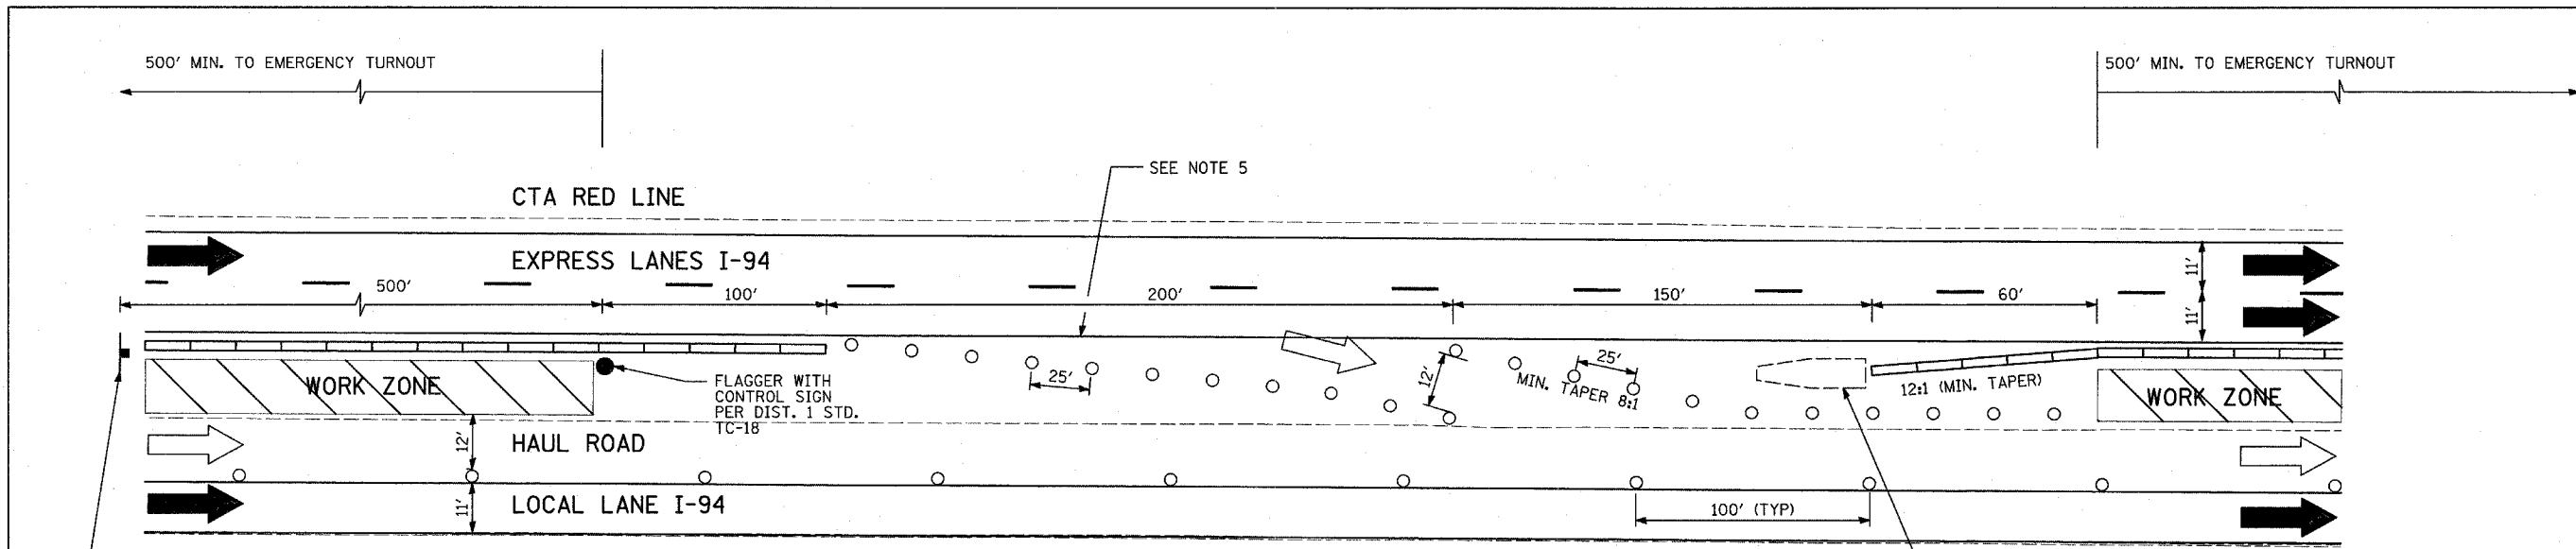 500' MIN. TO EMERGENCY TURNOUT
500' MIN. TO EMERGENCY TURNOUT
SEE NOTE 5
CTA RED LINE
EXPRESS LANES I-94
11'
500'
100'
200'
150'
60'
11'
WORK ZONE
FLAGGER WITH
CONTROL SIGN
PER DIST. 1 STD.
TC-18
25'
12'
25'
MIN. TAPER 8:1
12:1 (MIN. TAPER)
WORK ZONE
12'
HAUL ROAD
11'
LOCAL LANE I-94
100' (TYP)